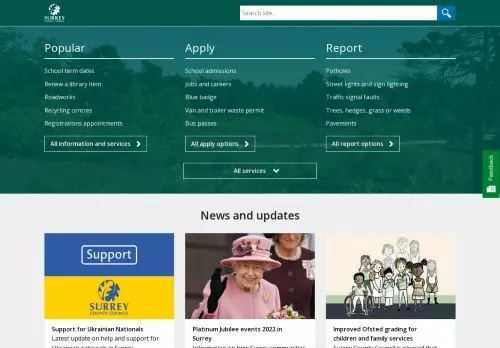 SURREY
Search site...
Popular
School term dates
Renew a library item
Roadworks
Recycling centres
Registrations appointments
All information and services
Apply
School admissions
Jobs and careers
Blue badge
Van and trailer waste permit
Bus passes
All apply options
Report
Potholes
Street lights and sign lighting
Traffic signal faults
Trees, hedges, grass or weeds
Pavements
All report options
All services
Feedback
News and updates
Support
SURREY
COUNTY COUNCIL
Support for Ukrainian Nationals
Latest update on help and support for
Ukrainian nationals in Surrey
Platinum Jubilee events 2022 in
Surrey
Information on how Surrey communities
Improved Ofsted grading for
children and family services
Surrey County Council is pleased that